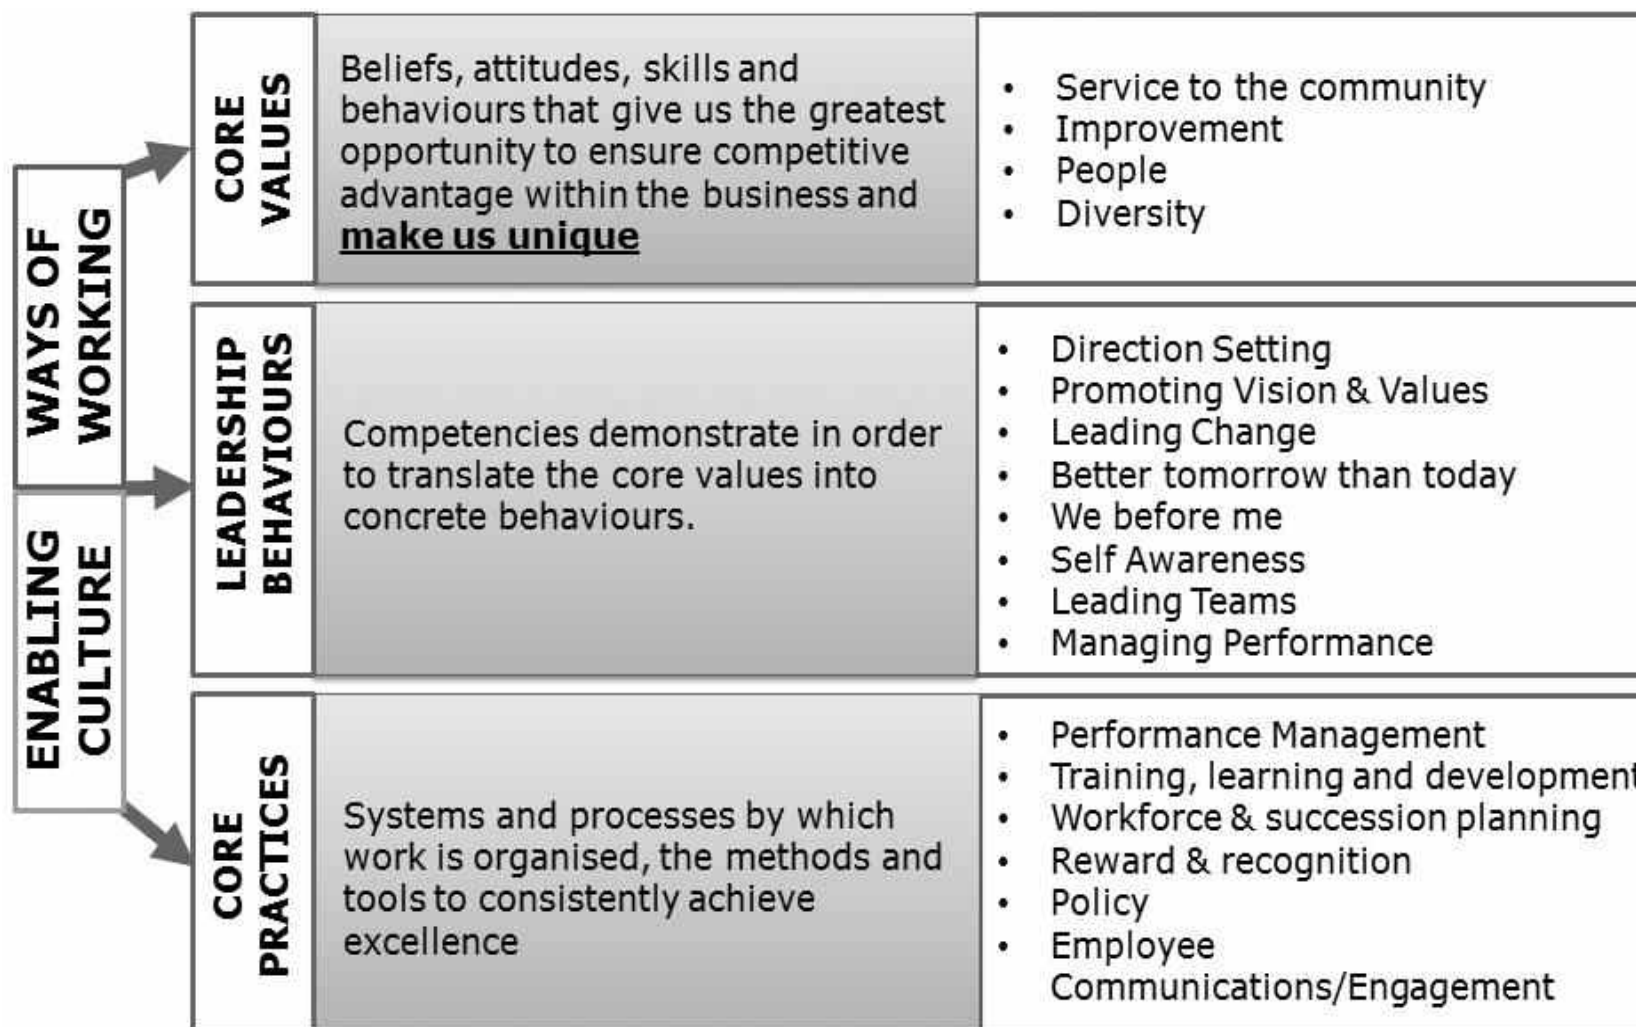 WAYS OF
WORKING
ENABLING
CULTURE
CORE
VALUES
Beliefs, attitudes, skills and
behaviours that give us the greatest
opportunity to ensure competitive
advantage within the business and
make us unique
• Service to the community
• Improvement
• People
• Diversity
LEADERSHIP
BEHAVIOURS
Competencies demonstrate in order
to translate the core values into
concrete behaviours.
• Direction Setting
• Promoting Vision & Values
• Leading Change
• Better tomorrow than today
• We before me
• Self Awareness
• Leading Teams
• Managing Performance
CORE
PRACTICES
Systems and processes by which
work is organised, the methods and
tools to consistently achieve
excellence
• Performance Management
• Training, learning and development
• Workforce & succession planning
• Reward & recognition
• Policy
• Employee
Communications/Engagement